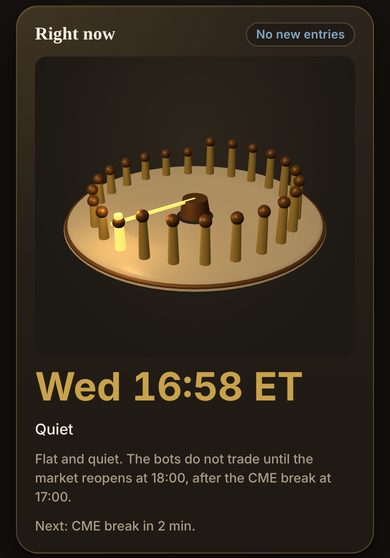 Right now
No new entries
Wed 16:58 ET
Quiet
Flat and quiet. The bots do not trade until the
market reopens at 18:00, after the CME break at
17:00.
Next: CME break in 2 min.